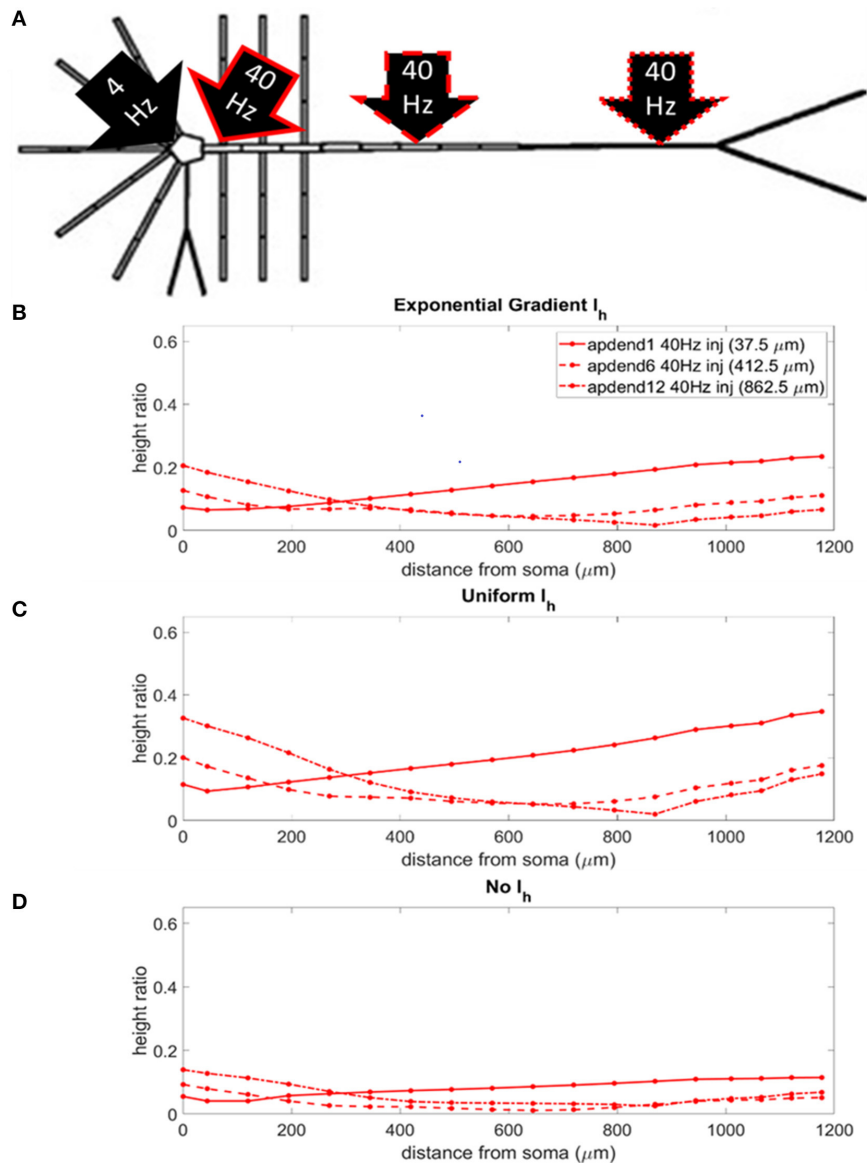 A
4
Hz
40
Hz
40
Hz
40
Hz
B
Exponential Gradient I_h
0.6
0.4
0.2
0
height ratio
apdend1 40Hz inj (37.5 μm)
apdend6 40Hz inj (412.5 μm)
apdend12 40Hz inj (862.5 μm)
0 200 400 600 800 1000 1200
distance from soma (μm)
C
Uniform I_h
0.6
0.4
0.2
0
height ratio
0 200 400 600 800 1000 1200
distance from soma (μm)
D
No I_h
0.6
0.4
0.2
0
height ratio
0 200 400 600 800 1000 1200
distance from soma (μm)